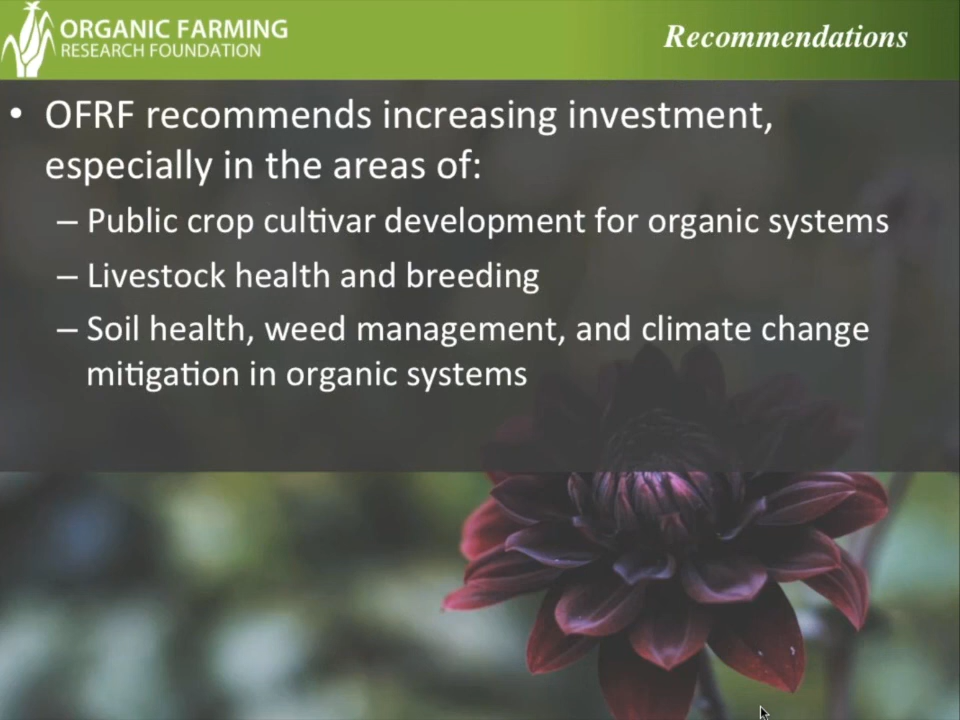 ORGANIC FARMING
RESEARCH FOUNDATION
Recommendations
• OFRF recommends increasing investment,
especially in the areas of:
– Public crop cultivar development for organic systems
– Livestock health and breeding
– Soil health, weed management, and climate change
mitigation in organic systems